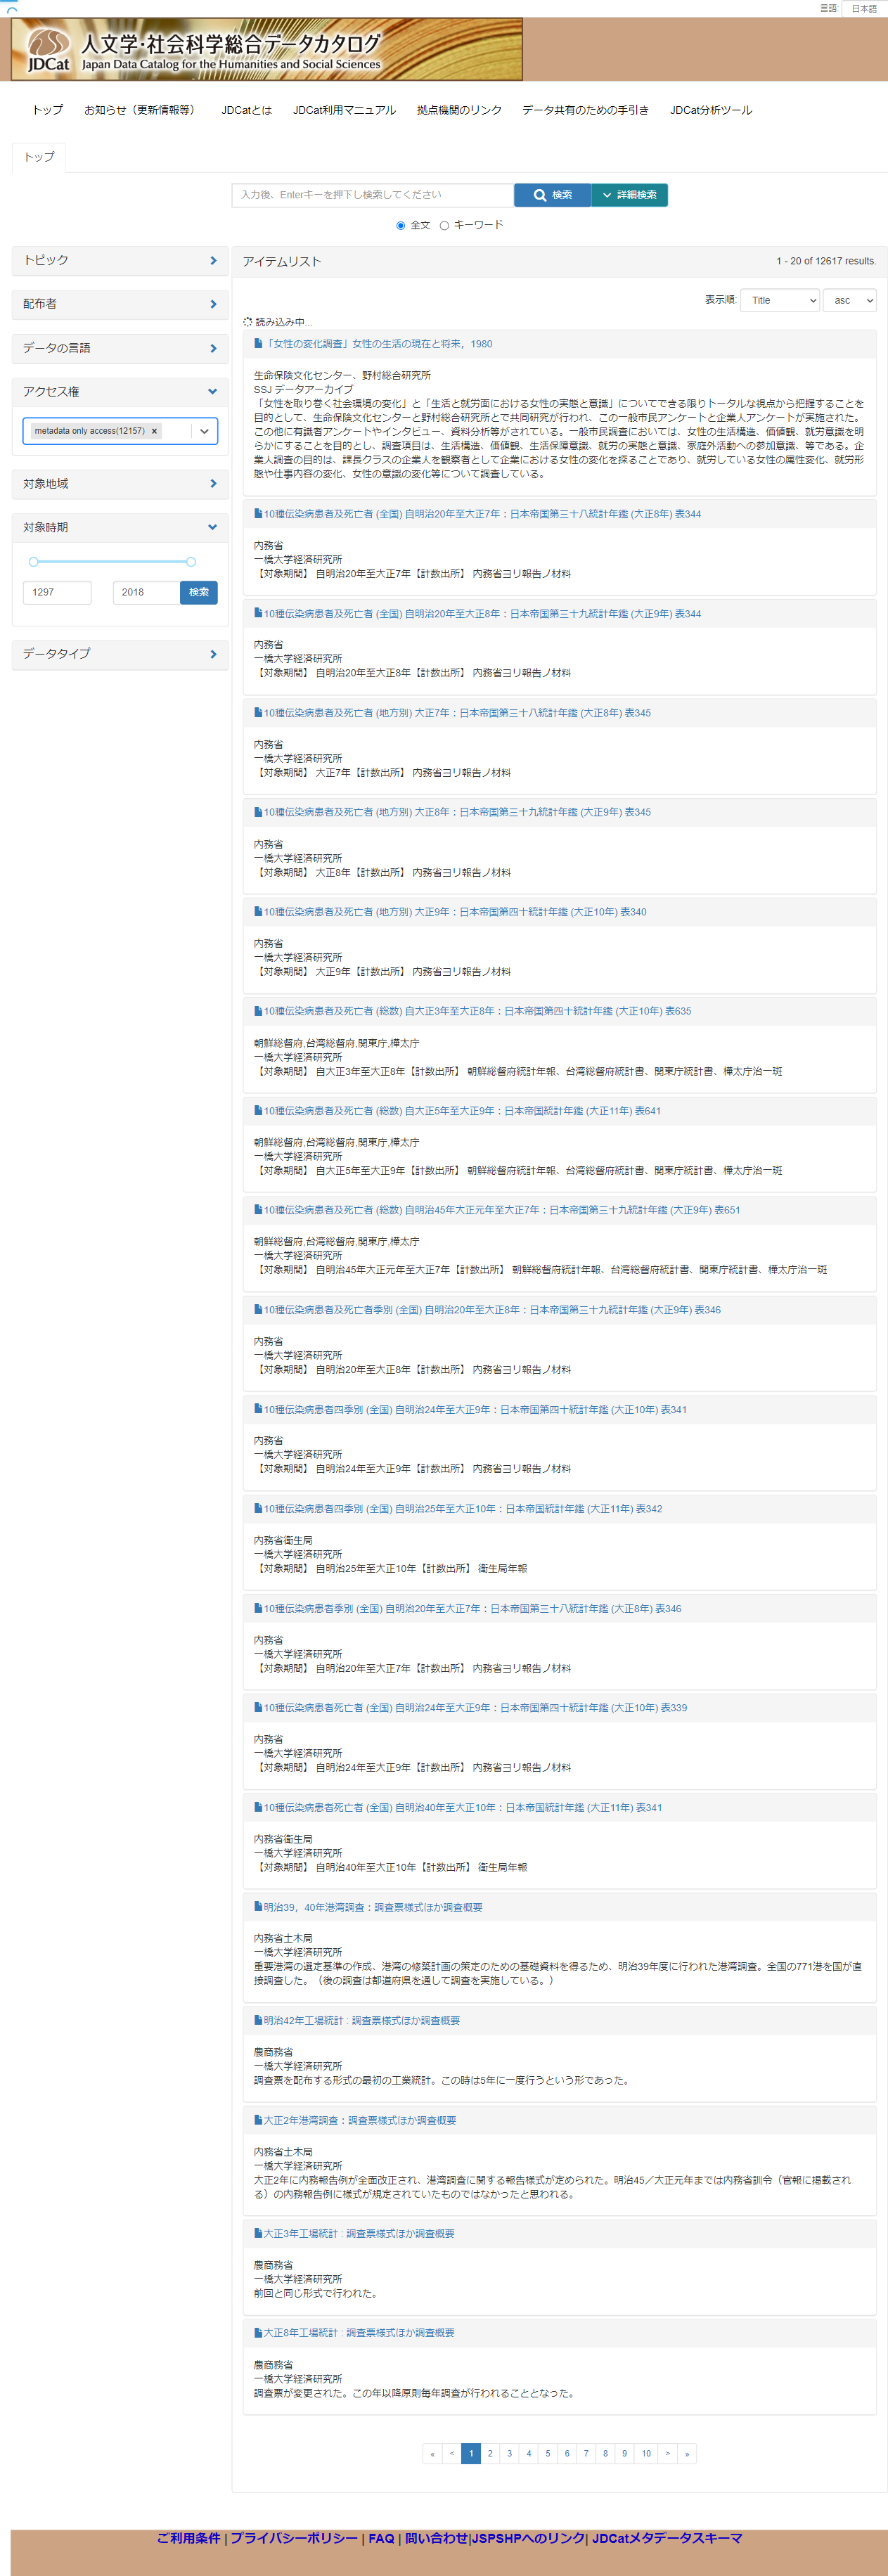 言語: 日本語
JDCat
人文学・社会科学総合データカタログ
Japan Data Catalog for the Humanities and Social Sciences
トップ お知らせ（更新情報等） JDCatとは JDCat利用マニュアル 拠点機関のリンク データ共有のための手引き JDCat分析ツール
トップ
入力後、Enterキーを押下し検索してください 検索 詳細検索
全文 キーワード
トピック
配布者
データの言語
アクセス権
metadata only access(12157) ×
対象地域
対象時期
1297 2018 検索
データタイプ
アイテムリスト 1 - 20 of 12617 results.
表示順: Title asc
読み込み中...
「女性の変化調査」女性の生活の現在と将来，1980
生命保険文化センター、野村総合研究所
SSJ データアーカイブ
「女性を取り巻く社会環境の変化」と「生活と就労面における女性の実態と意識」についてできる限りトータルな視点から把握することを
目的として、生命保険文化センターと野村総合研究所とで共同研究が行われ、この一般市民アンケートと企業人アンケートが実施された。
この他に有識者アンケートやインタビュー、資料分析等がされている。一般市民調査においては、女性の生活構造、価値観、就労意識を明
らかにすることを目的とし、調査項目は、生活構造、価値観、生活保障意識、就労の実態と意識、家庭外活動への参加意識、等である。企
業人調査の目的は、課長クラスの企業人を観察者として企業における女性の変化を探ることであり、就労している女性の属性変化、就労形
態や仕事内容の変化、女性の意識の変化等について調査している。
10種伝染病患者及死亡者 (全国) 自明治20年至大正7年：日本帝国第三十八統計年鑑 (大正8年) 表344
内務省
一橋大学経済研究所
【対象期間】 自明治20年至大正7年【計数出所】 内務省ヨリ報告ノ材料
10種伝染病患者及死亡者 (全国) 自明治20年至大正8年：日本帝国第三十九統計年鑑 (大正9年) 表344
内務省
一橋大学経済研究所
【対象期間】 自明治20年至大正8年【計数出所】 内務省ヨリ報告ノ材料
10種伝染病患者及死亡者 (地方別) 大正7年：日本帝国第三十八統計年鑑 (大正8年) 表345
内務省
一橋大学経済研究所
【対象期間】 大正7年【計数出所】 内務省ヨリ報告ノ材料
10種伝染病患者及死亡者 (地方別) 大正8年：日本帝国第三十九統計年鑑 (大正9年) 表345
内務省
一橋大学経済研究所
【対象期間】 大正8年【計数出所】 内務省ヨリ報告ノ材料
10種伝染病患者及死亡者 (地方別) 大正9年：日本帝国第四十統計年鑑 (大正10年) 表340
内務省
一橋大学経済研究所
【対象期間】 大正9年【計数出所】 内務省ヨリ報告ノ材料
10種伝染病患者及死亡者 (総数) 自大正3年至大正8年：日本帝国第四十統計年鑑 (大正10年) 表635
朝鮮総督府,台湾総督府,関東庁,樺太庁
一橋大学経済研究所
【対象期間】 自大正3年至大正8年【計数出所】 朝鮮総督府統計年報、台湾総督府統計書、関東庁統計書、樺太庁治一斑
10種伝染病患者及死亡者 (総数) 自大正5年至大正9年：日本帝国統計年鑑 (大正11年) 表641
朝鮮総督府,台湾総督府,関東庁,樺太庁
一橋大学経済研究所
【対象期間】 自大正5年至大正9年【計数出所】 朝鮮総督府統計年報、台湾総督府統計書、関東庁統計書、樺太庁治一斑
10種伝染病患者及死亡者 (総数) 自明治45年大正元年至大正7年：日本帝国第三十九統計年鑑 (大正9年) 表651
朝鮮総督府,台湾総督府,関東庁,樺太庁
一橋大学経済研究所
【対象期間】 自明治45年大正元年至大正7年【計数出所】 朝鮮総督府統計年報、台湾総督府統計書、関東庁統計書、樺太庁治一斑
10種伝染病患者及死亡者季別 (全国) 自明治20年至大正8年：日本帝国第三十九統計年鑑 (大正9年) 表346
内務省
一橋大学経済研究所
【対象期間】 自明治20年至大正8年【計数出所】 内務省ヨリ報告ノ材料
10種伝染病患者四季別 (全国) 自明治24年至大正9年：日本帝国第四十統計年鑑 (大正10年) 表341
内務省
一橋大学経済研究所
【対象期間】 自明治24年至大正9年【計数出所】 内務省ヨリ報告ノ材料
10種伝染病患者四季別 (全国) 自明治25年至大正10年：日本帝国統計年鑑 (大正11年) 表342
内務省衛生局
一橋大学経済研究所
【対象期間】 自明治25年至大正10年【計数出所】 衛生局年報
10種伝染病患者季別 (全国) 自明治20年至大正7年：日本帝国第三十八統計年鑑 (大正8年) 表346
内務省
一橋大学経済研究所
【対象期間】 自明治20年至大正7年【計数出所】 内務省ヨリ報告ノ材料
10種伝染病患者死亡者 (全国) 自明治24年至大正9年：日本帝国第四十統計年鑑 (大正10年) 表339
内務省
一橋大学経済研究所
【対象期間】 自明治24年至大正9年【計数出所】 内務省ヨリ報告ノ材料
10種伝染病患者死亡者 (全国) 自明治40年至大正10年：日本帝国統計年鑑 (大正11年) 表341
内務省衛生局
一橋大学経済研究所
【対象期間】 自明治40年至大正10年【計数出所】 衛生局年報
明治39，40年港湾調査：調査票様式ほか調査概要
内務省土木局
一橋大学経済研究所
重要港湾の選定基準の作成、港湾の修築計画の策定のための基礎資料を得るため、明治39年度に行われた港湾調査。全国の771港を国が直
接調査した。（後の調査は都道府県を通して調査を実施している。）
明治42年工場統計：調査票様式ほか調査概要
農商務省
一橋大学経済研究所
調査票を配布する形式の最初の工業統計。この時は5年に一度行うという形であった。
大正2年港湾調査：調査票様式ほか調査概要
内務省土木局
一橋大学経済研究所
大正2年に内務報告例が全面改正され、港湾調査に関する報告様式が定められた。明治45／大正元年までは内務省訓令（官報に掲載され
る）の内務報告例に様式が規定されていたものではなかったと思われる。
大正3年工場統計：調査票様式ほか調査概要
農商務省
一橋大学経済研究所
前回と同じ形式で行われた。
大正8年工場統計：調査票様式ほか調査概要
農商務省
一橋大学経済研究所
調査票が変更された。この年以降原則毎年調査が行われることとなった。
« < 1 2 3 4 5 6 7 8 9 10 > »
ご利用条件 | プライバシーポリシー | FAQ | 問い合わせ|JSPSHPへのリンク| JDCatメタデータスキーマ